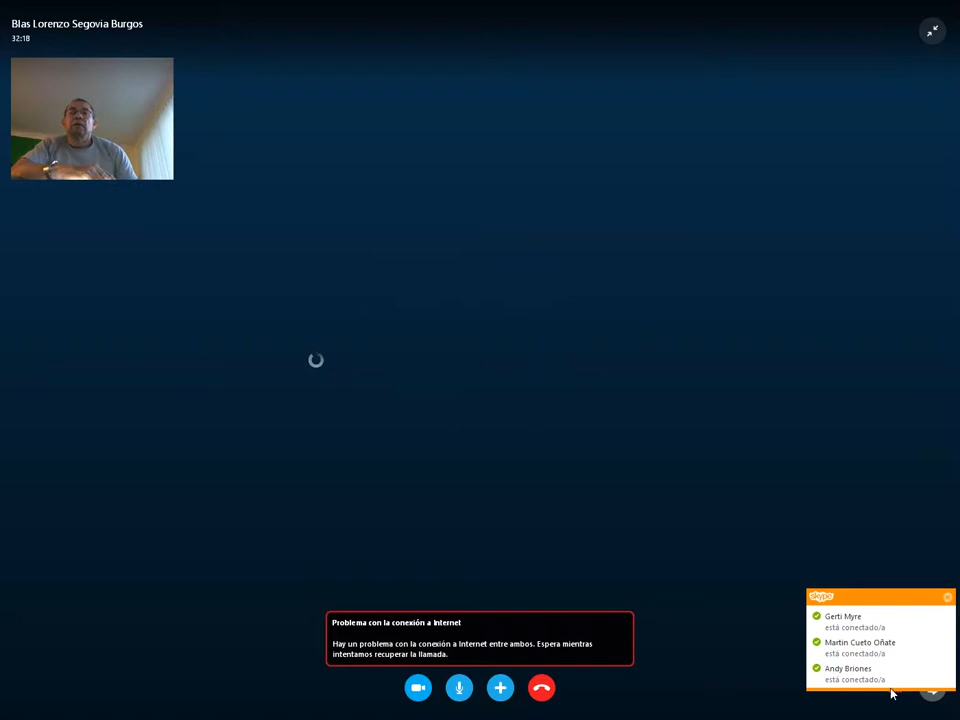 Blas Lorenzo Segovia Burgos
32:18
Problema con la conexión a Internet
Hay un problema con la conexión a Internet entre ambos. Espera mientras
intentamos recuperar la llamada.
skype
Gerti Myre
está conectado/a
Martin Cueto Oñate
está conectado/a
Andy Briones
está conectado/a